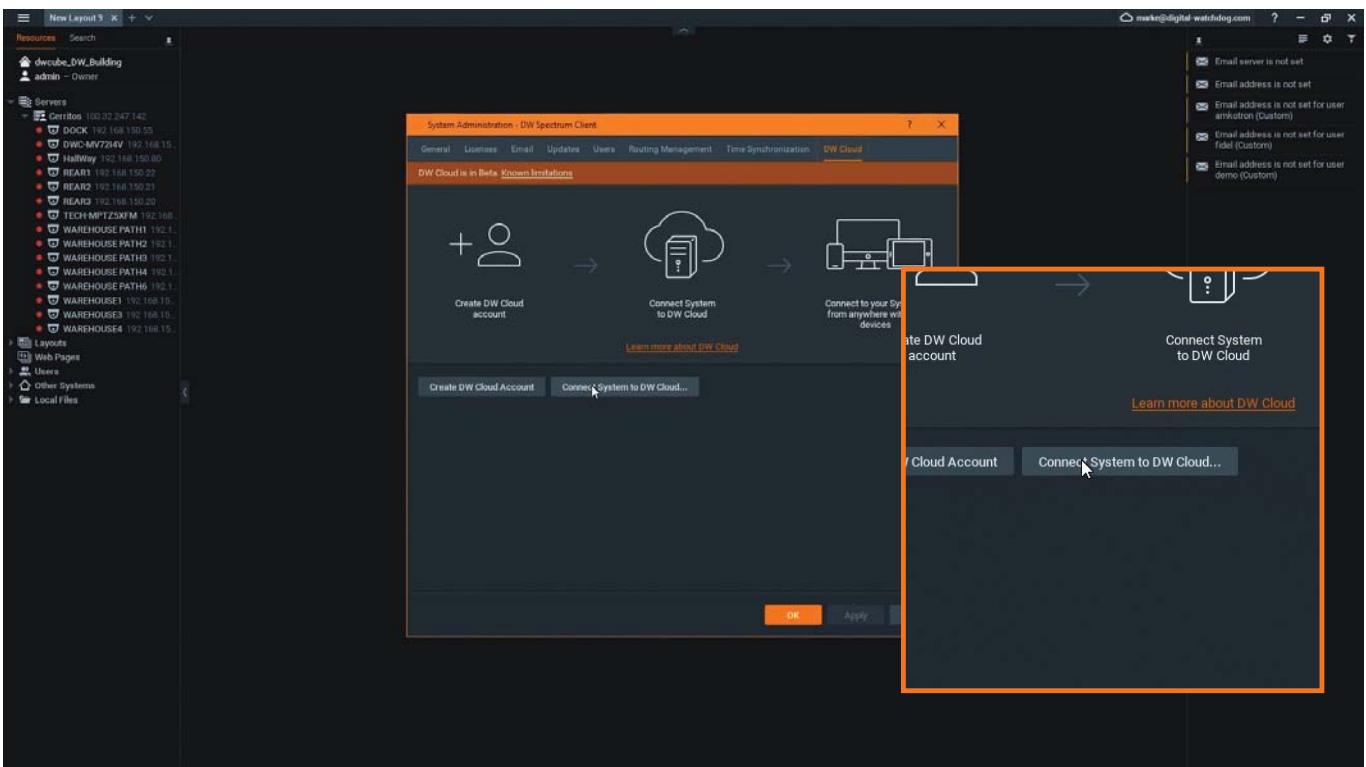 New Layout 9
marke@digital-watchdog.com
?
Resources Search
dwcube_DW_Building
admin – Owner
Servers
Cerritos 100.32.247.142
DOCK 192.168.150.55
DWC-MV72I4V 192.168.15...
HallWay 192.168.150.80
REAR1 192.168.150.22
REAR2 192.168.150.21
REAR3 192.168.150.20
TECH-MPTZ5XFM 192.168...
WAREHOUSE PATH1 192.1...
WAREHOUSE PATH2 192.1...
WAREHOUSE PATH3 192.1...
WAREHOUSE PATH4 192.1...
WAREHOUSE PATH6 192.1...
WAREHOUSE1 192.168.15...
WAREHOUSE3 192.168.15...
WAREHOUSE4 192.168.15...
Layouts
Web Pages
Users
Other Systems
Local Files
System Administration - DW Spectrum Client ?
General Licenses Email Updates Users Routing Management Time Synchronization DW Cloud
DW Cloud is in Beta. Known limitations
Create DW Cloud
account
Connect System
to DW Cloud
Connect to your Sy
from anywhere wit
devices
Learn more about DW Cloud
Create DW Cloud Account Connect System to DW Cloud...
OK Apply
ate DW Cloud
account
Connect System
to DW Cloud
Learn more about DW Cloud
Cloud Account Connect System to DW Cloud...
Email server is not set
Email address is not set
Email address is not set for user
amkotron (Custom)
Email address is not set for user
fidel (Custom)
Email address is not set for user
demo (Custom)